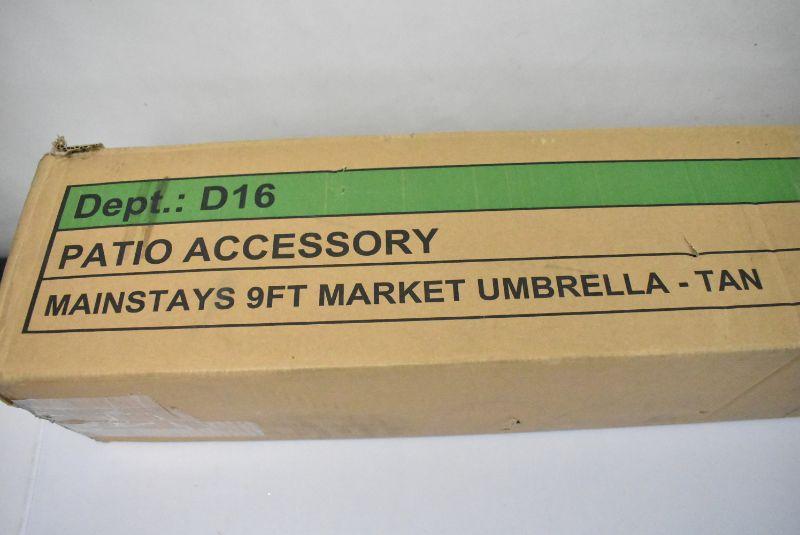 Dept.: D16
PATIO ACCESSORY
MAINSTAYS 9FT MARKET UMBRELLA - TAN